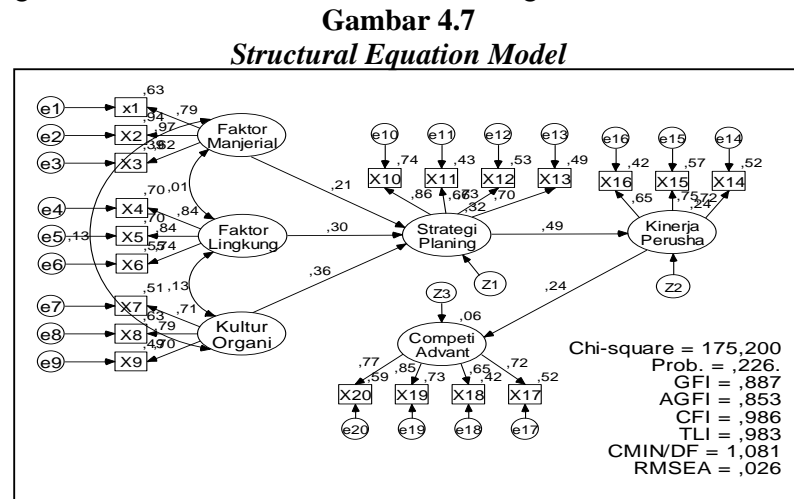 Gambar 4.7
Structural Equation Model
e1 x1 ,63 ,79
e2 X2 ,94 ,97
e3 X3 ,39 ,62
Faktor
Manjerial
e4 X4 ,70 ,84
e5 X5 ,70 ,84
e6 X6 ,55 ,74
Faktor
Lingkung
e7 X7 ,51 ,71
e8 X8 ,63 ,79
e9 X9 ,49 ,70
Kultur
Organi
,01
,13
,13
,21
,30
,36
e10 e11 e12 e13
,74 ,43 ,53 ,49
X10 X11 X12 X13
,86 ,66 ,73 ,70
,32
Strategi
Planing
Z1
,49
e16 e15 e14
,42 ,57 ,52
X16 X15 X14
,65 ,75 ,72
,24
Kinerja
Perusha
Z2
,24
Z3
,06
Competi
Advant
,77 ,85 ,65 ,72
X20 X19 X18 X17
,59 ,73 ,42 ,52
e20 e19 e18 e17
Chi-square = 175,200
Prob. = ,226.
GFI = ,887
AGFI = ,853
CFI = ,986
TLI = ,983
CMIN/DF = 1,081
RMSEA = ,026